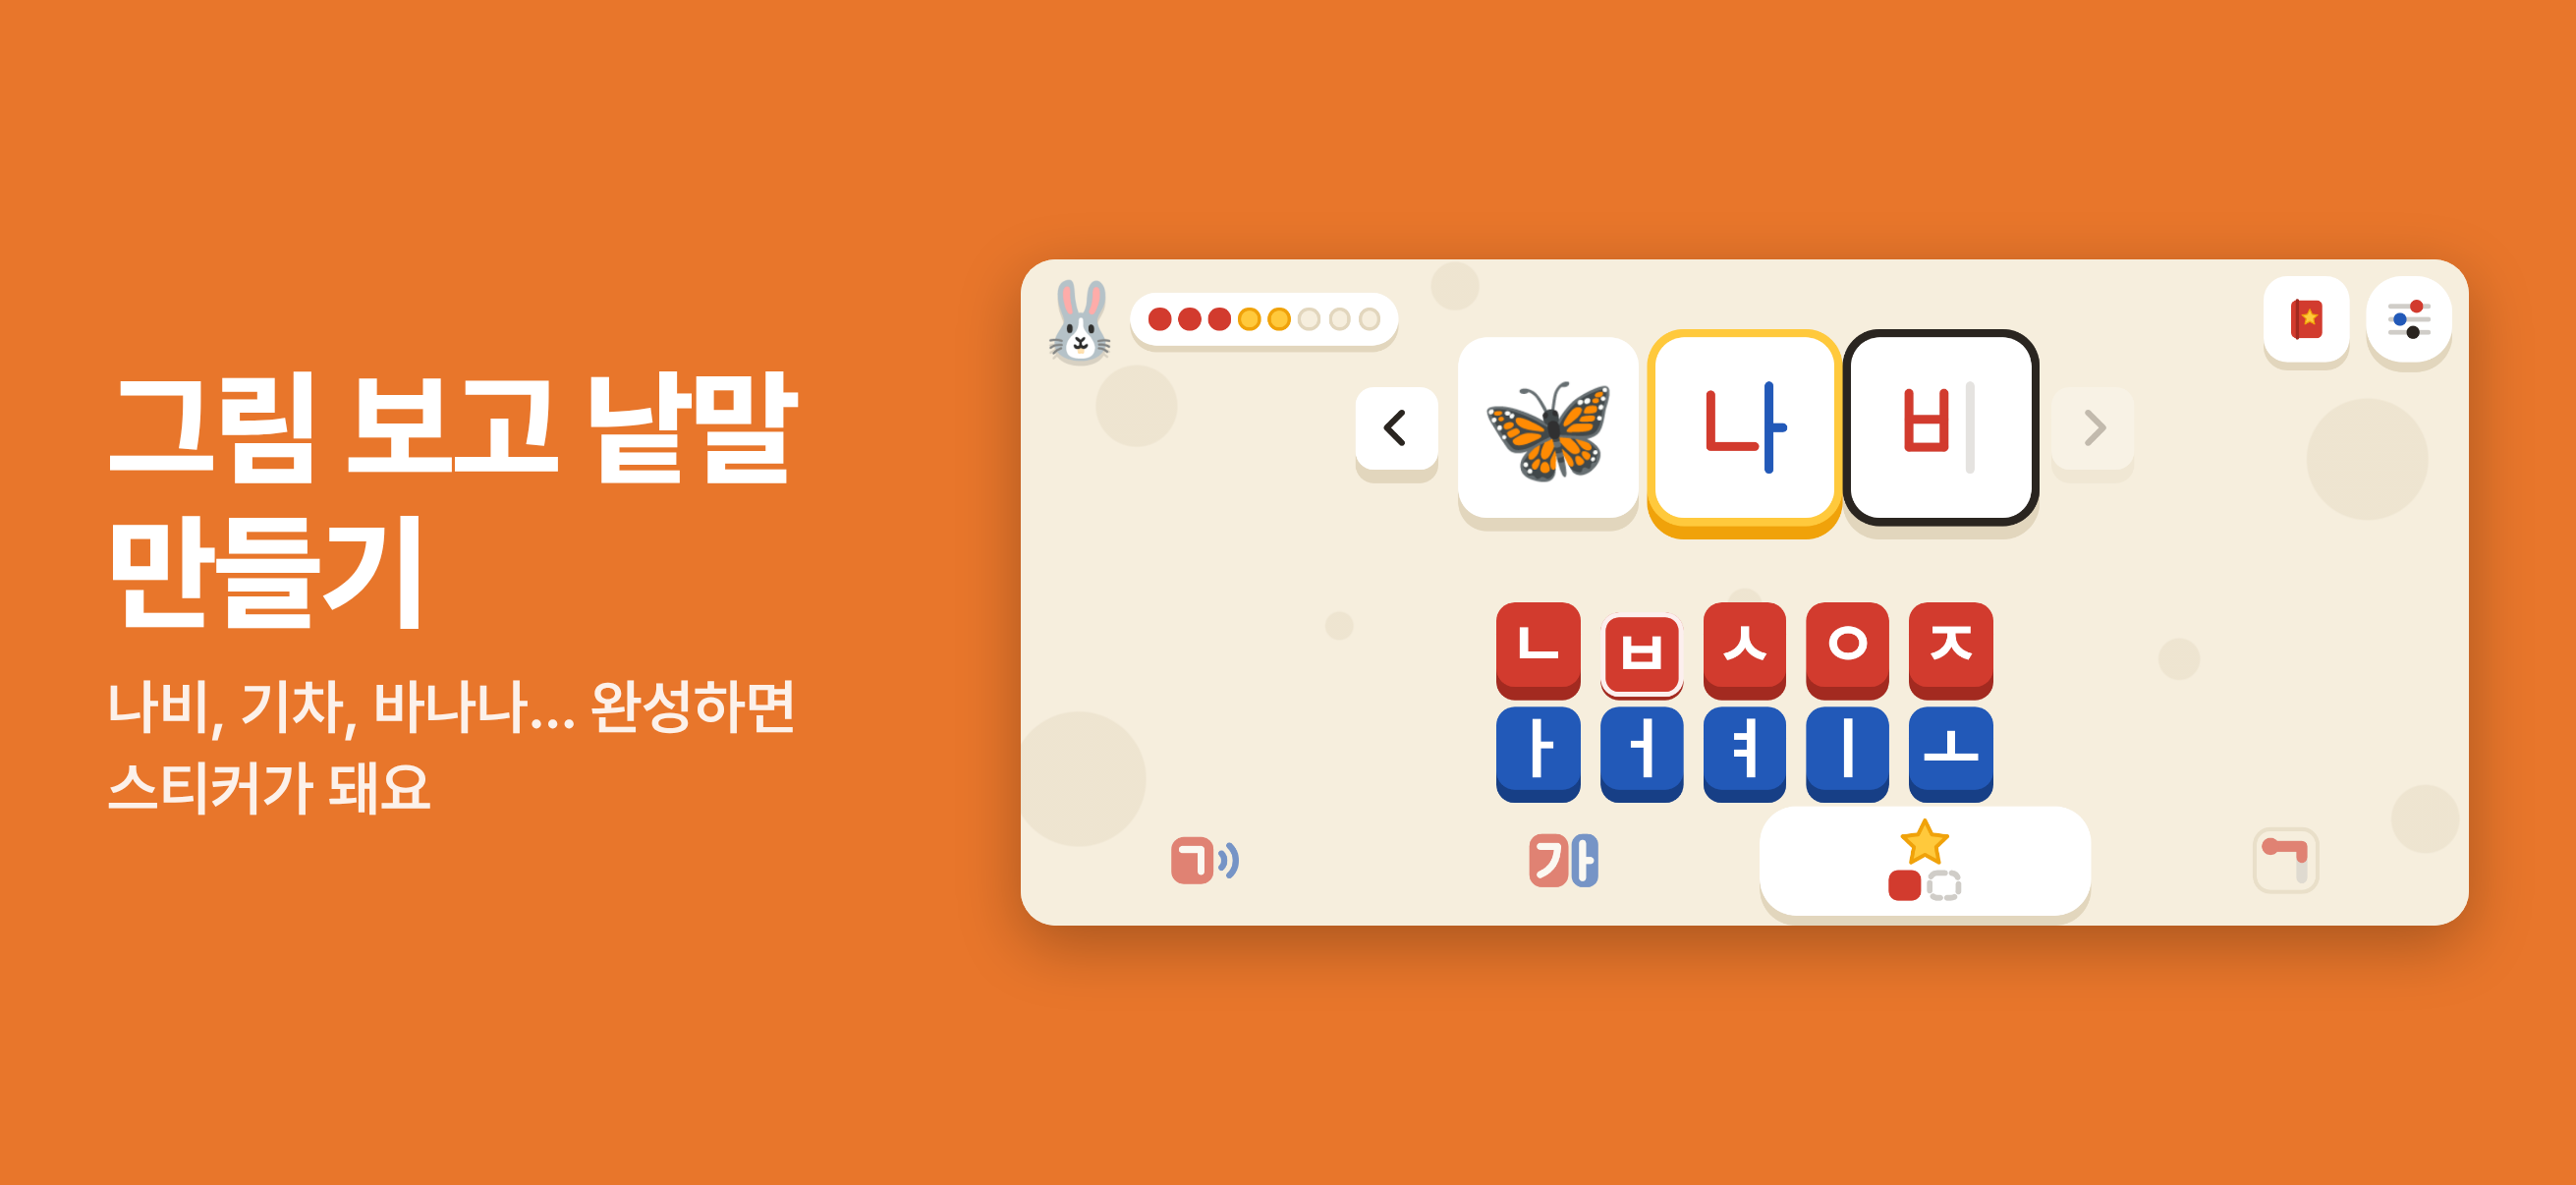 그림 보고 낱말
만들기
나비, 기차, 바나나... 완성하면
스티커가 돼요
나 비
ㄴ ㅂ ㅅ ㅇ ㅈ
ㅏ ㅓ ㅕ ㅣ ㅗ
ㄱ 가 ㄱ